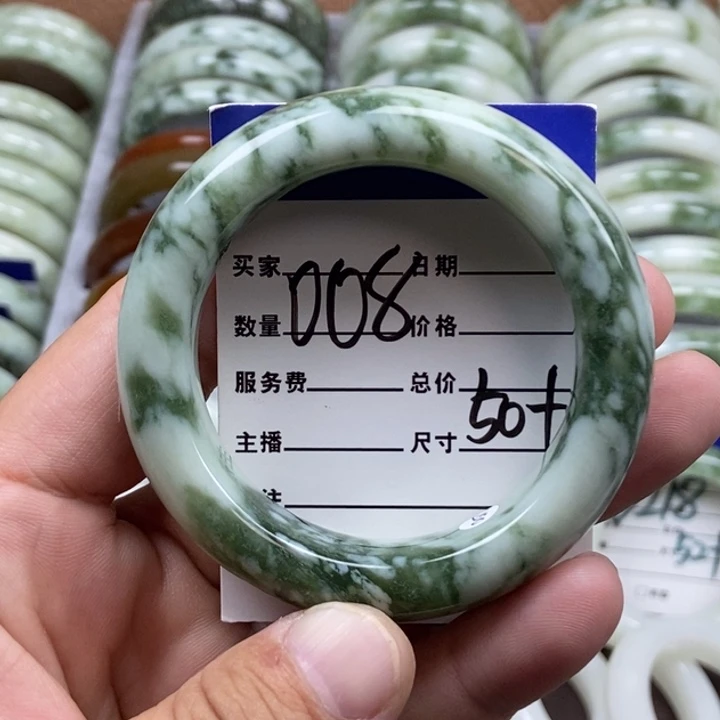 买家 日期
008
数量 价格
服务费 总价
50+
主播 尺寸
注